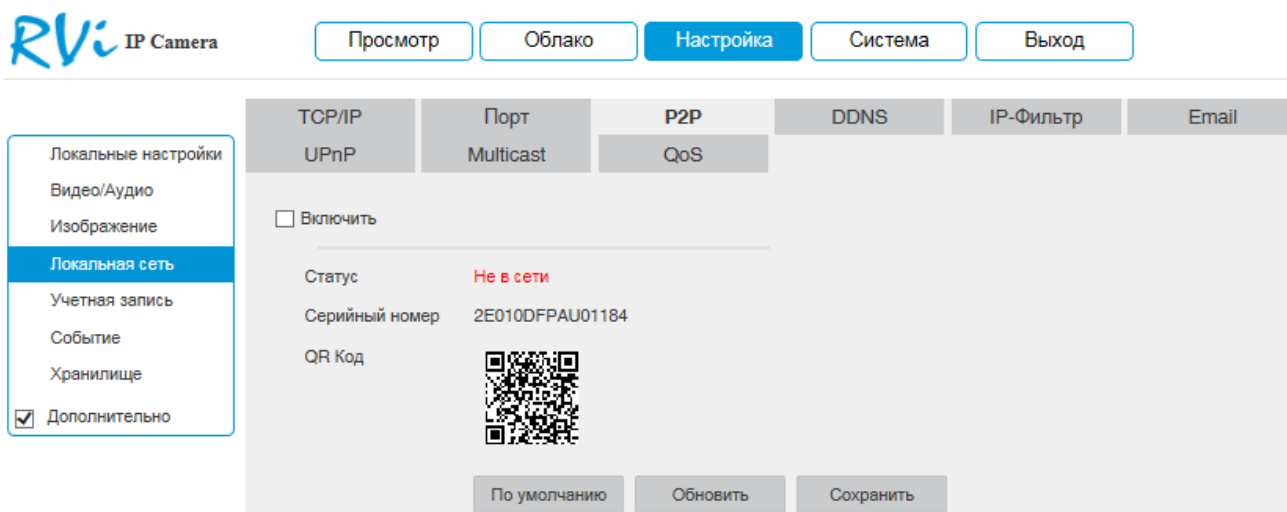 RVi IP Camera
Просмотр Облако Настройка Система Выход
TCP/IP Порт P2P DDNS IP-Фильтр Email
UPnP Multicast QoS
Локальные настройки
Видео/Аудио
Изображение
Локальная сеть
Учетная запись
Событие
Хранилище
Дополнительно
Включить
Статус Не в сети
Серийный номер 2E010DFPAU01184
QR Код
По умолчанию Обновить Сохранить